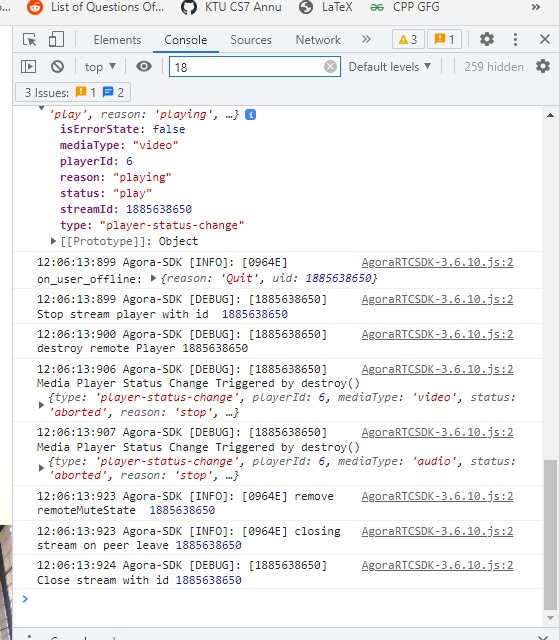 ... List of Questions Of... KTU CS7 Annu LaTeX CPP GFG
Elements Console Sources Network » 3 1
top ▼ 18 Default levels ▼ 259 hidden
3 Issues: 1 2
'play', reason: 'playing', …}
isErrorState: false
mediaType: "video"
playerId: 6
reason: "playing"
status: "play"
streamId: 1885638650
type: "player-status-change"
[[Prototype]]: Object
12:06:13:899 Agora-SDK [INFO]: [0964E] AgoraRTCSDK-3.6.10.js:2
on_user_offline: {reason: 'Quit', uid: 1885638650}
12:06:13:899 Agora-SDK [DEBUG]: [1885638650] AgoraRTCSDK-3.6.10.js:2
Stop stream player with id 1885638650
12:06:13:900 Agora-SDK [DEBUG]: [1885638650] AgoraRTCSDK-3.6.10.js:2
destroy remote Player 1885638650
12:06:13:906 Agora-SDK [DEBUG]: [1885638650] AgoraRTCSDK-3.6.10.js:2
Media Player Status Change Triggered by destroy()
{type: 'player-status-change', playerId: 6, mediaType: 'video', status:
'aborted', reason: 'stop', …}
12:06:13:907 Agora-SDK [DEBUG]: [1885638650] AgoraRTCSDK-3.6.10.js:2
Media Player Status Change Triggered by destroy()
{type: 'player-status-change', playerId: 6, mediaType: 'audio', status:
'aborted', reason: 'stop', …}
12:06:13:923 Agora-SDK [INFO]: [0964E] remove AgoraRTCSDK-3.6.10.js:2
remoteMuteState 1885638650
12:06:13:923 Agora-SDK [INFO]: [0964E] closing AgoraRTCSDK-3.6.10.js:2
stream on peer leave 1885638650
12:06:13:924 Agora-SDK [DEBUG]: [1885638650] AgoraRTCSDK-3.6.10.js:2
Close stream with id 1885638650